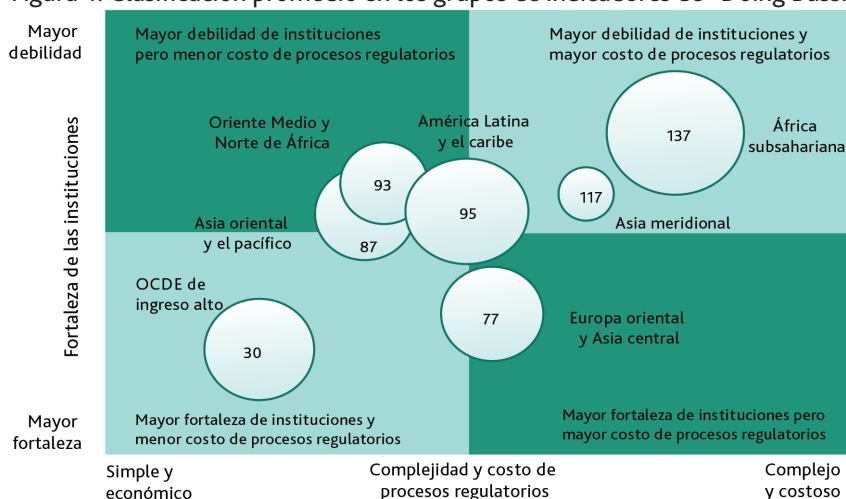 Mayor
debilidad
Mayor debilidad de instituciones
pero menor costo de procesos regulatorios
Mayor debilidad de instituciones y
mayor costo de procesos regulatorios
Oriente Medio y
Norte de África
América Latina
y el caribe
África
subsahariana
137
93
117
95
Asia oriental
y el pacífico
87
Asia meridional
Fortaleza de las instituciones
OCDE de
ingreso alto
30
77
Europa oriental
y Asia central
Mayor
fortaleza
Mayor fortaleza de instituciones y
menor costo de procesos regulatorios
Mayor fortaleza de instituciones pero
mayor costo de procesos regulatorios
Simple y
económico
Complejidad y costo de
procesos regulatorios
Complejo
y costoso